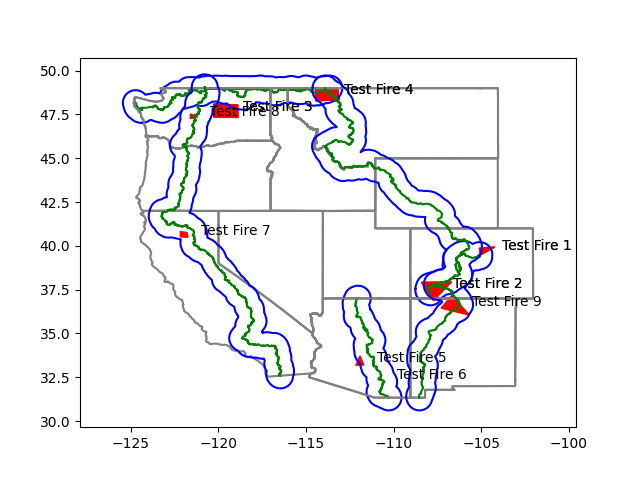 50.0
47.5
45.0
42.5
40.0
37.5
35.0
32.5
30.0
Test Fire 4
Test Fire 3
Test Fire 8
Test Fire 7
Test Fire 1
Test Fire 2
Test Fire 9
Test Fire 5
Test Fire 6
−125
−120
−115
−110
−105
−100